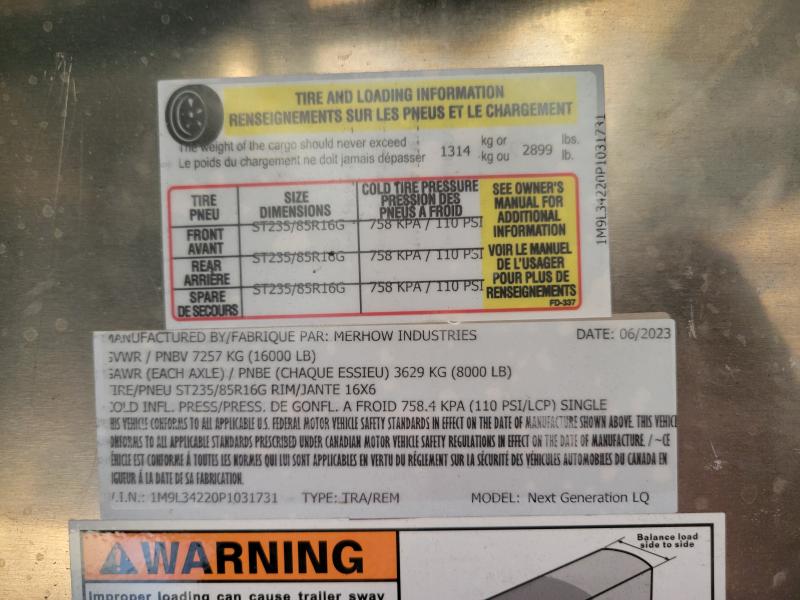 TIRE AND LOADING INFORMATION
RENSEIGNEMENTS SUR LES PNEUS ET LE CHARGEMENT
The weight of the cargo should never exceed 1314 kg or 2899 lbs.
Le poids du chargement ne doit jamais dépasser kg ou lb.
TIRE PNEU
SIZE DIMENSIONS
COLD TIRE PRESSURE PRESSION DES PNEUS A FROID
FRONT AVANT
ST235/85R16G
758 KPA / 110 PSI
REAR ARRIÈRE
ST235/85R16G
758 KPA / 110 PSI
SPARE DE SECOURS
ST235/85R16G
758 KPA / 110 PSI
SEE OWNER'S
MANUAL FOR
ADDITIONAL
INFORMATION
VOIR LE MANUEL
DE L'USAGER
POUR PLUS DE
RENSEIGNEMENTS
FD-337
1M9L34220P1031731
MANUFACTURED BY/FABRIQUE PAR: MERHOW INDUSTRIES DATE: 06/2023
GVWR / PNBV 7257 KG (16000 LB)
GAWR (EACH AXLE) / PNBE (CHAQUE ESSIEU) 3629 KG (8000 LB)
TIRE/PNEU ST235/85R16G RIM/JANTE 16X6
COLD INFL. PRESS/PRESS. DE GONFL. A FROID 758.4 KPA (110 PSI/LCP) SINGLE
THIS VEHICLE CONFORMS TO ALL APPLICABLE U.S. FEDERAL MOTOR VEHICLE SAFETY STANDARDS IN EFFECT ON THE DATE OF MANUFACTURE SHOWN ABOVE. THIS VEHICL
CONFORMS TO ALL APPLICABLE STANDARDS PRESCRIBED UNDER CANADIAN MOTOR VEHICLE SAFETY REGULATIONS IN EFFECT ON THE DATE OF MANUFACTURE. / ~CE
VÉHICLE EST CONFORME À TOUTES LES NORMES QUI LUI SONT APPLICABLES EN VERTU DU RÉGLEMENT SUR LA SÉCURITÉ DES VÉHICULES AUTOMOBILES DU CANADA EN
VIGUEUR À LA DATE DE SA FABRICATION.
V.I.N.: 1M9L34220P1031731 TYPE: TRA/REM MODEL: Next Generation LQ
WARNING
Improper loading can cause trailer sway
Balance load
side to side